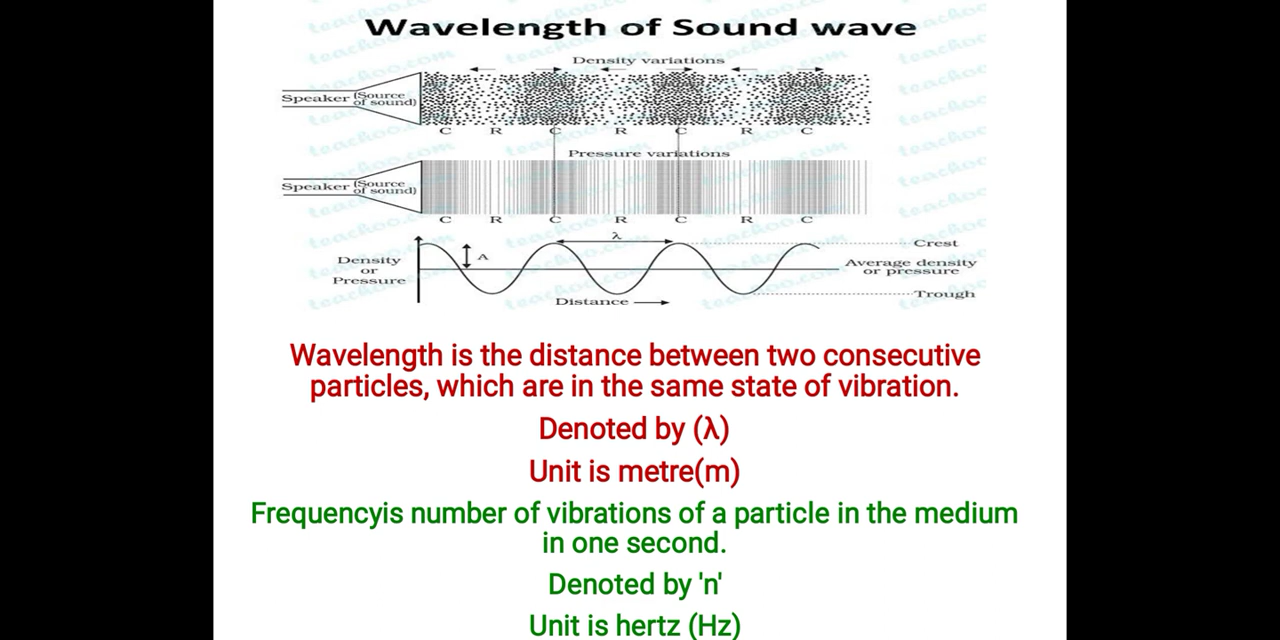 Wavelength of Sound wave
Density variations
Speaker (Source of sound)
C R C R C R C
Pressure variations
Speaker (Source of sound)
C R C R C R C
λ
Crest
A
Density or Pressure
Average density or pressure
Distance
Trough
Wavelength is the distance between two consecutive
particles, which are in the same state of vibration.
Denoted by (λ)
Unit is metre(m)
Frequencyis number of vibrations of a particle in the medium
in one second.
Denoted by 'n'
Unit is hertz (Hz)
teachoo.com